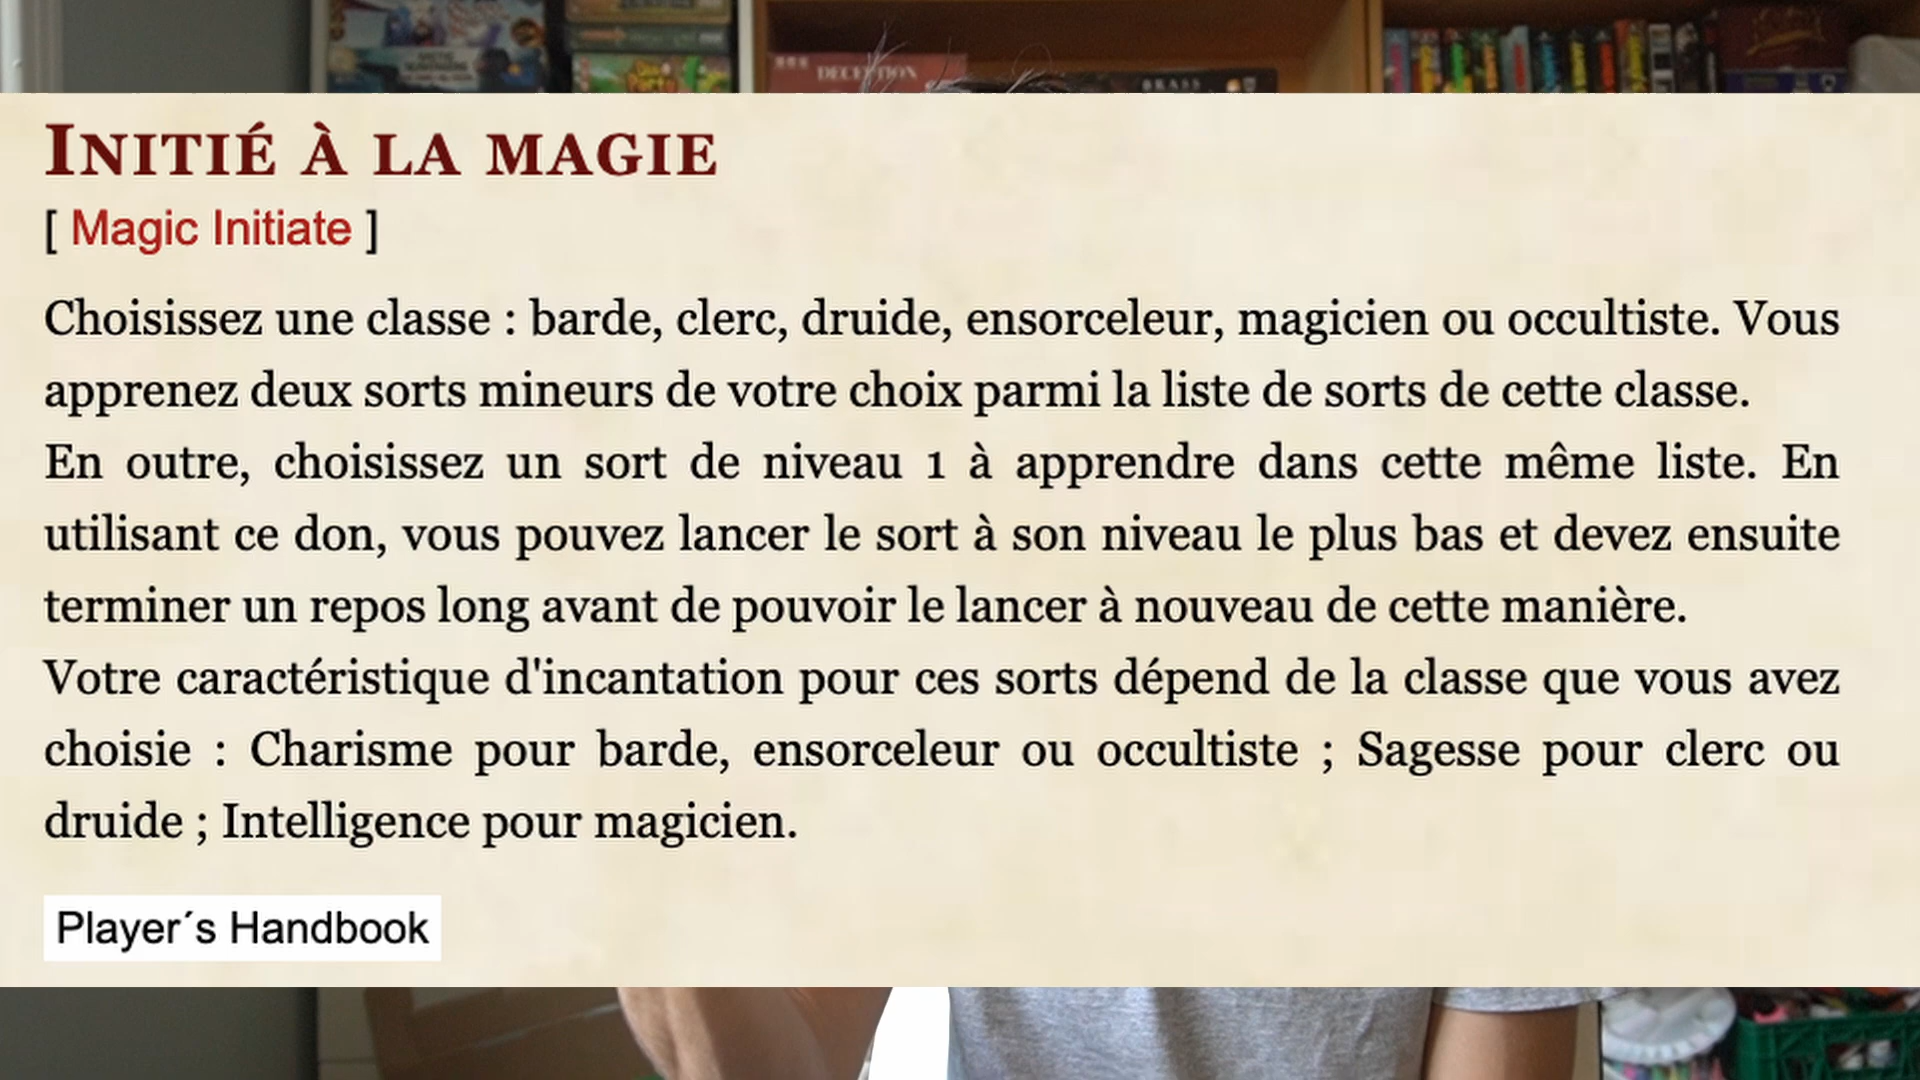 DECEPTION
BRASS
INITIÉ À LA MAGIE
[ Magic Initiate ]
Choisissez une classe : barde, clerc, druide, ensorceleur, magicien ou occultiste. Vous
apprenez deux sorts mineurs de votre choix parmi la liste de sorts de cette classe.
En outre, choisissez un sort de niveau 1 à apprendre dans cette même liste. En
utilisant ce don, vous pouvez lancer le sort à son niveau le plus bas et devez ensuite
terminer un repos long avant de pouvoir le lancer à nouveau de cette manière.
Votre caractéristique d'incantation pour ces sorts dépend de la classe que vous avez
choisie : Charisme pour barde, ensorceleur ou occultiste ; Sagesse pour clerc ou
druide ; Intelligence pour magicien.
Player´s Handbook